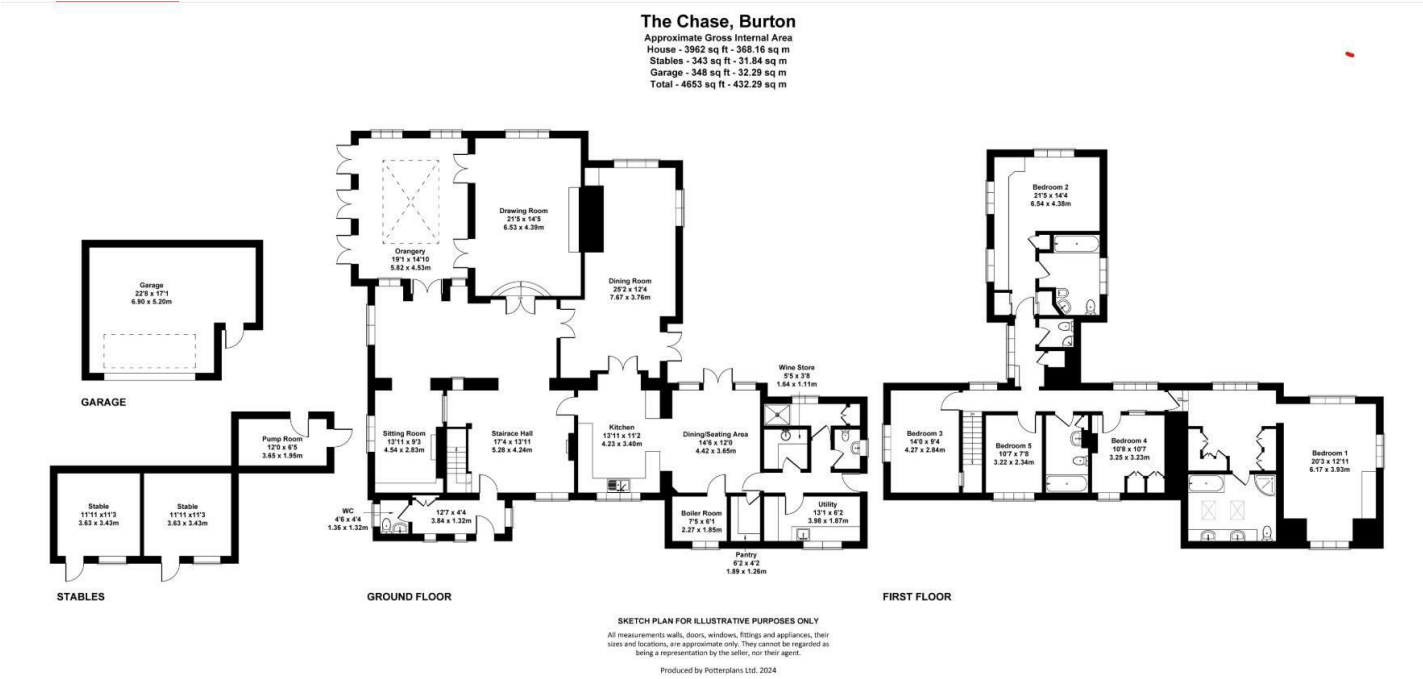 The Chase, Burton
Approximate Gross Internal Area
House - 3962 sq ft - 368.16 sq m
Stables - 343 sq ft - 31.84 sq m
Garage - 348 sq ft - 32.29 sq m
Total - 4653 sq ft - 432.29 sq m
Garage
22'8 x 17'1
6.90 x 5.20m
GARAGE
Pump Room
12'0 x 6'5
3.65 x 1.95m
Stable
11'11 x11'3
3.63 x 3.43m
Stable
11'11 x11'3
3.63 x 3.43m
STABLES
Orangery
19'1 x 14'10
5.82 x 4.53m
Drawing Room
21'5 x 14'5
6.53 x 4.39m
Dining Room
25'2 x 12'4
7.67 x 3.76m
Wine Store
5'5 x 3'8
1.64 x 1.11m
Sitting Room
13'11 x 9'3
4.54 x 2.83m
Stairace Hall
17'4 x 13'11
5.28 x 4.24m
Kitchen
13'11 x 11'2
4.23 x 3.40m
Dining/Seating Area
14'6 x 12'0
4.42 x 3.65m
WC
4'6 x 4'4
1.36 x 1.32m
12'7 x 4'4
3.84 x 1.32m
Boiler Room
7'5 x 6'1
2.27 x 1.85m
Utility
13'1 x 6'2
3.98 x 1.87m
Pantry
6'2 x 4'2
1.89 x 1.26m
GROUND FLOOR
Bedroom 2
21'5 x 14'4
6.54 x 4.38m
Bedroom 3
14'0 x 9'4
4.27 x 2.84m
Bedroom 5
10'7 x 7'8
3.22 x 2.34m
Bedroom 4
10'8 x 10'7
3.25 x 3.23m
Bedroom 1
20'3 x 12'11
6.17 x 3.93m
FIRST FLOOR
SKETCH PLAN FOR ILLUSTRATIVE PURPOSES ONLY
All measurements walls, doors, windows, fittings and appliances, their
sizes and locations, are approximate only. They cannot be regarded as
being a representation by the seller, nor their agent.
Produced by Potterplans Ltd. 2024